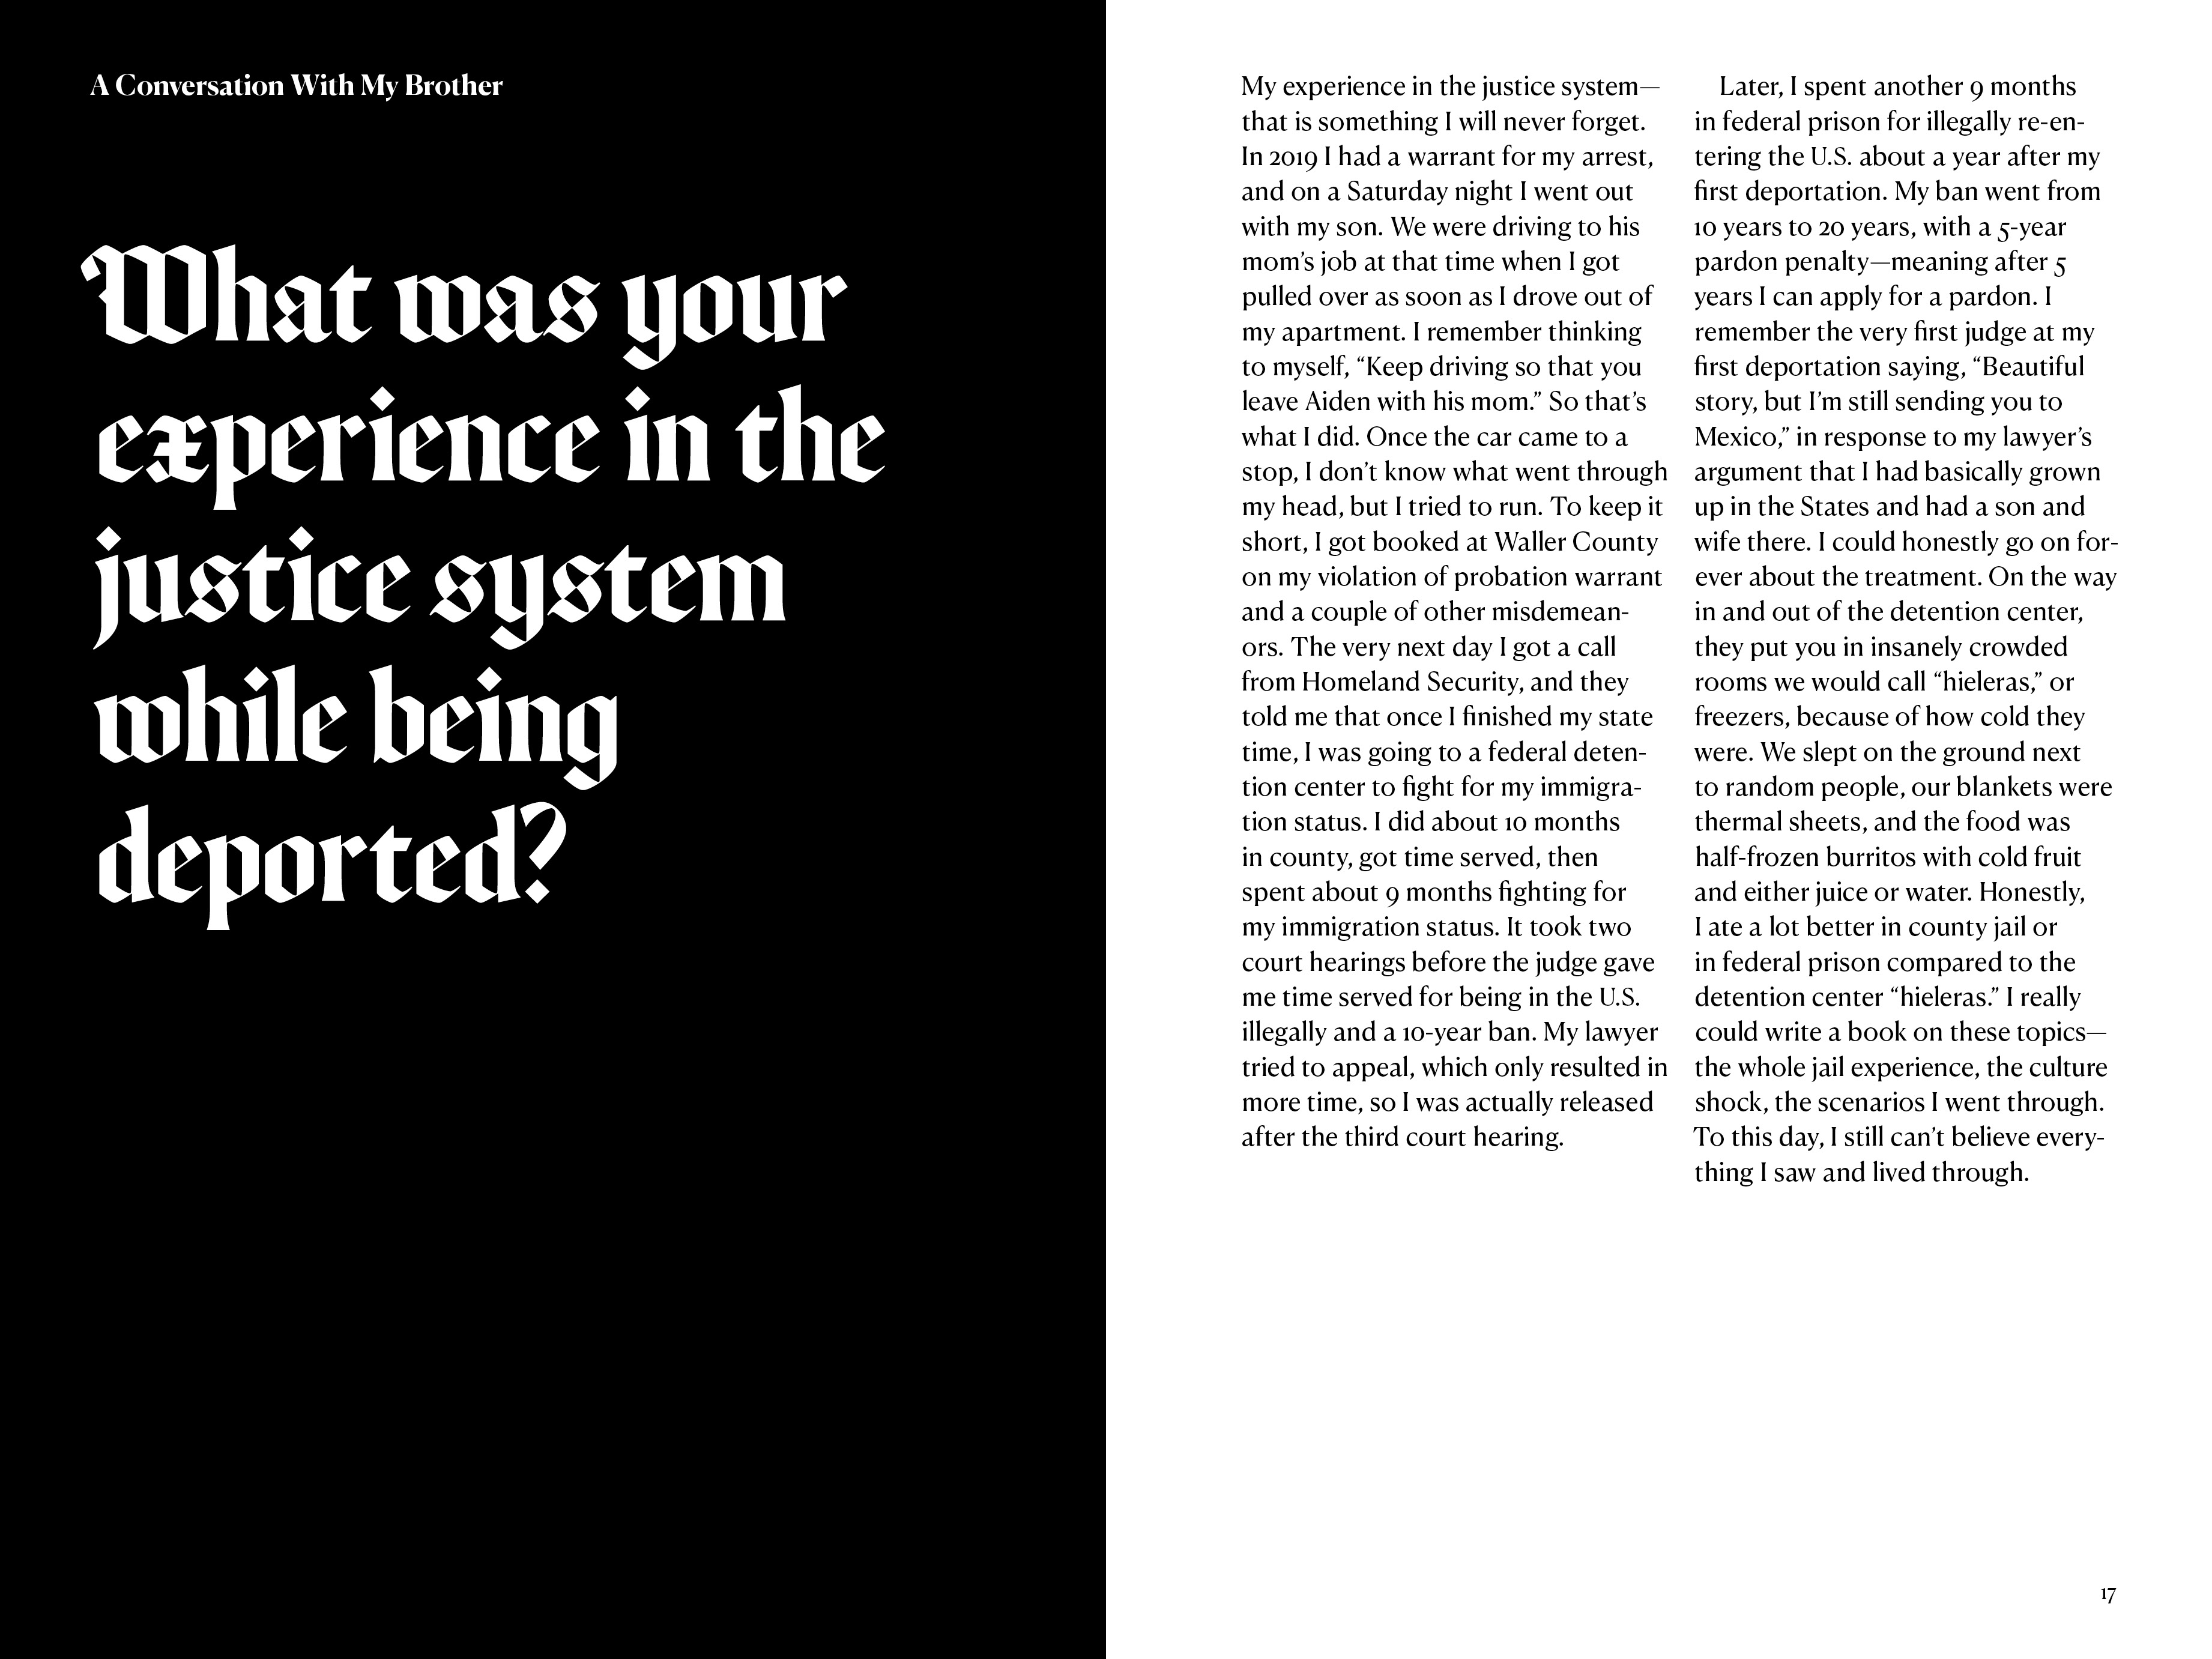 A Conversation With My Brother
What was your
experience in the
justice system
while being
deported?
My experience in the justice system—
that is something I will never forget.
In 2019 I had a warrant for my arrest,
and on a Saturday night I went out
with my son. We were driving to his
mom’s job at that time when I got
pulled over as soon as I drove out of
my apartment. I remember thinking
to myself, “Keep driving so that you
leave Aiden with his mom.” So that’s
what I did. Once the car came to a
stop, I don’t know what went through
my head, but I tried to run. To keep it
short, I got booked at Waller County
on my violation of probation warrant
and a couple of other misdemean-
ors. The very next day I got a call
from Homeland Security, and they
told me that once I finished my state
time, I was going to a federal deten-
tion center to fight for my immigra-
tion status. I did about 10 months
in county, got time served, then
spent about 9 months fighting for
my immigration status. It took two
court hearings before the judge gave
me time served for being in the U.S.
illegally and a 10-year ban. My lawyer
tried to appeal, which only resulted in
more time, so I was actually released
after the third court hearing.
Later, I spent another 9 months
in federal prison for illegally re-en-
tering the U.S. about a year after my
first deportation. My ban went from
10 years to 20 years, with a 5-year
pardon penalty—meaning after 5
years I can apply for a pardon. I
remember the very first judge at my
first deportation saying, “Beautiful
story, but I’m still sending you to
Mexico,” in response to my lawyer’s
argument that I had basically grown
up in the States and had a son and
wife there. I could honestly go on for-
ever about the treatment. On the way
in and out of the detention center,
they put you in insanely crowded
rooms we would call “hieleras,” or
freezers, because of how cold they
were. We slept on the ground next
to random people, our blankets were
thermal sheets, and the food was
half-frozen burritos with cold fruit
and either juice or water. Honestly,
I ate a lot better in county jail or
in federal prison compared to the
detention center “hieleras.” I really
could write a book on these topics—
the whole jail experience, the culture
shock, the scenarios I went through.
To this day, I still can’t believe every-
thing I saw and lived through.
17